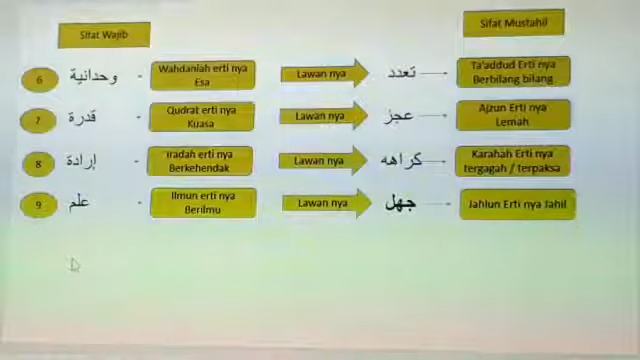 Sifat Wajib
Sifat Mustahil
6 وحدانية - Wahdaniah erti nya Esa Lawan nya تعدد Ta'addud Erti nya Berbilang bilang
7 قدرة - Qudrat erti nya Kuasa Lawan nya عجز Ajzun Erti nya Lemah
8 إرادة - Iradah erti nya Berkehendak Lawan nya كراهه Karahah Erti nya tergagah / terpaksa
9 علم - Ilmun erti nya Berilmu Lawan nya جهل Jahlun Erti nya Jahil